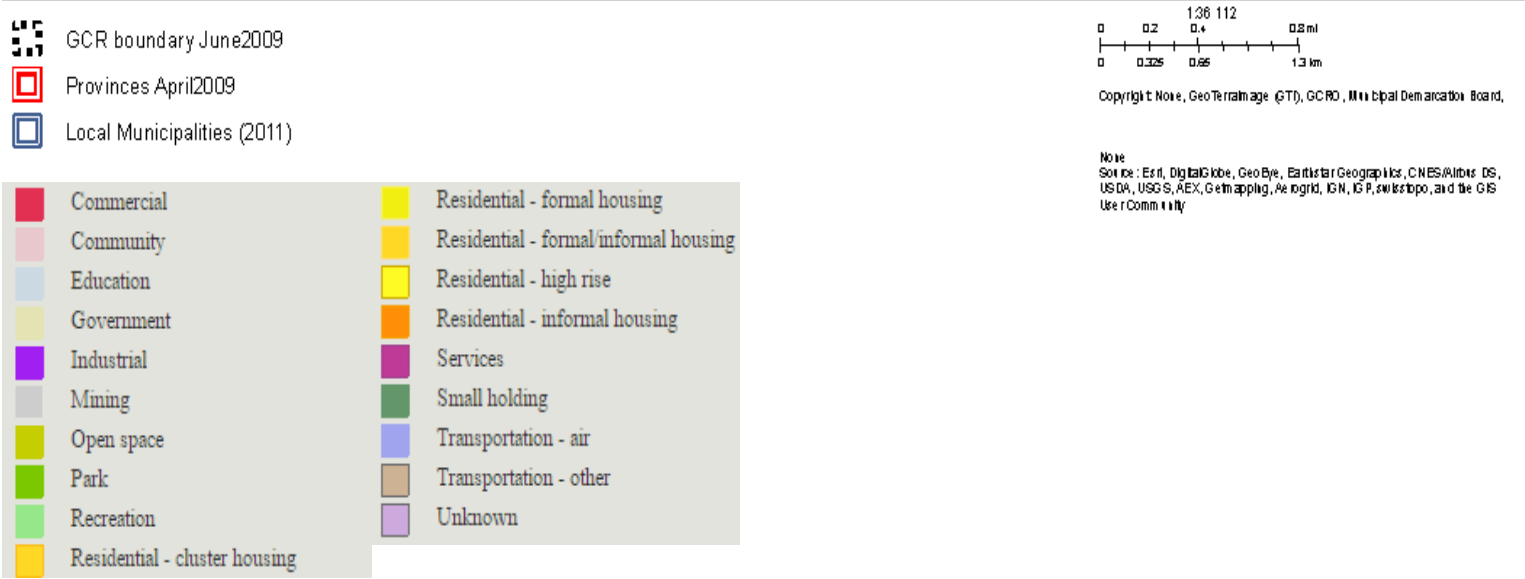 GCR boundary June2009
Provinces April2009
Local Municipalities (2011)
1:36 112
0 0.2 0.4 0.8 mi
0 0.325 0.65 1.3 km
Copyright: None, GeoTerraImage (GTI), GCRO, Municipal Demarcation Board,
None
Source: Esri, DigitalGlobe, GeoEye, Earthstar Geographics, CNES/Airbus DS,
USDA, USGS, AEX, Getmapping, Aerogrid, IGN, IGP, swisstopo, and the GIS
User Community
Commercial
Community
Education
Government
Industrial
Mining
Open space
Park
Recreation
Residential - cluster housing
Residential - formal housing
Residential - formal/informal housing
Residential - high rise
Residential - informal housing
Services
Small holding
Transportation - air
Transportation - other
Unknown